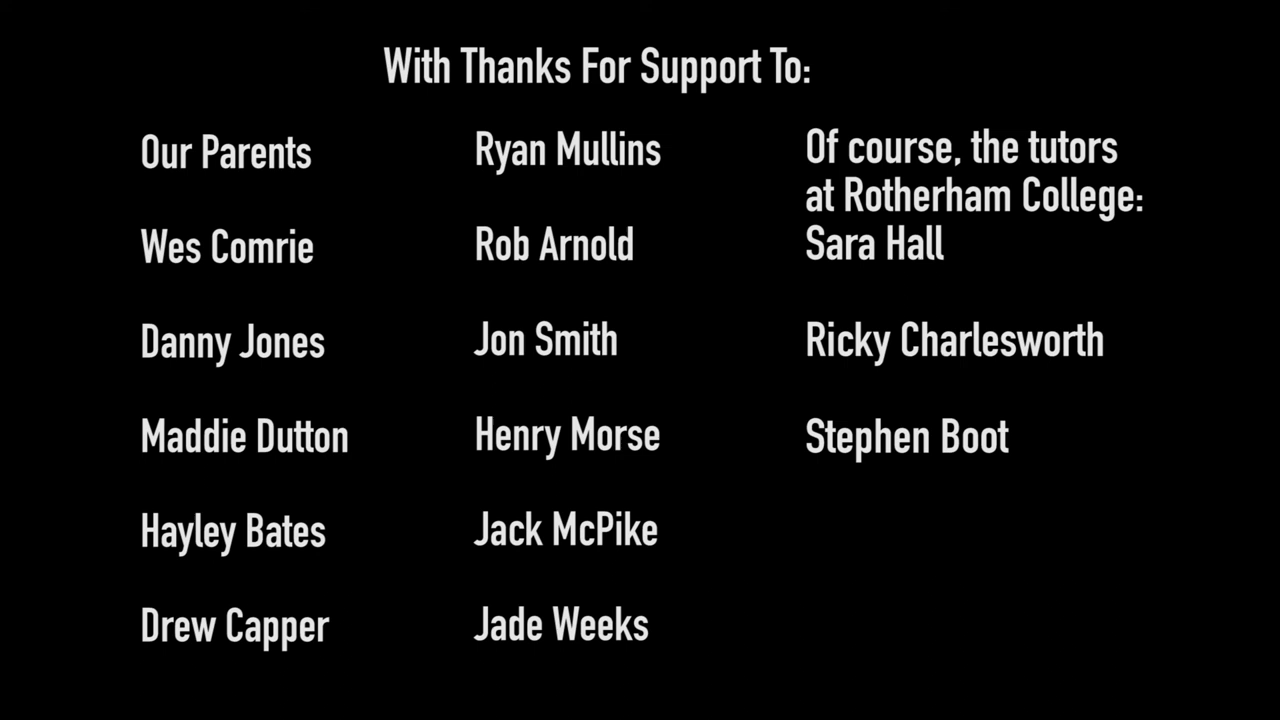 With Thanks For Support To:
Our Parents
Wes Comrie
Danny Jones
Maddie Dutton
Hayley Bates
Drew Capper
Ryan Mullins
Rob Arnold
Jon Smith
Henry Morse
Jack McPike
Jade Weeks
Of course, the tutors
at Rotherham College:
Sara Hall
Ricky Charlesworth
Stephen Boot